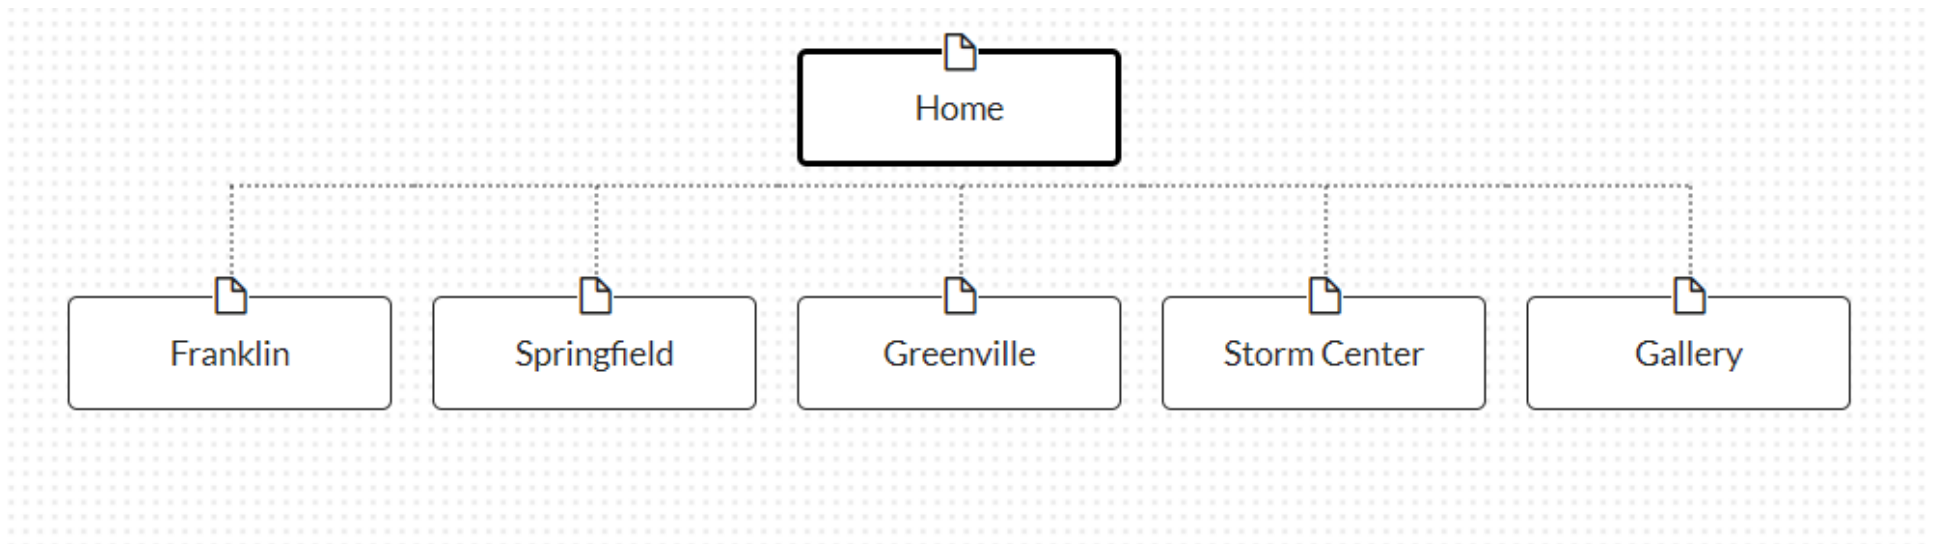 Home
Franklin
Springfield
Greenville
Storm Center
Gallery